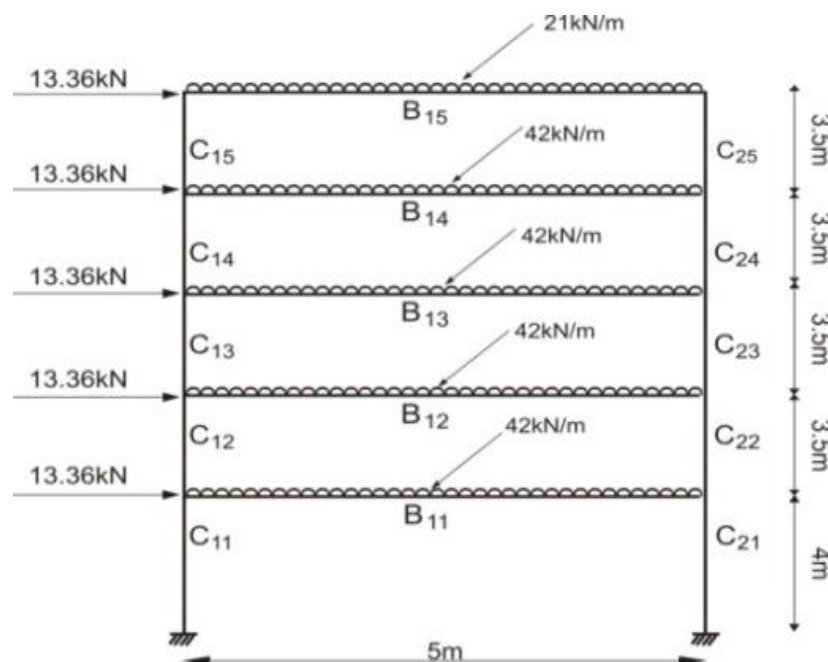 21kN/m
13.36kN
B15
C15
C25
3.5m
42kN/m
13.36kN
B14
C14
C24
3.5m
42kN/m
13.36kN
B13
C13
C23
3.5m
42kN/m
13.36kN
B12
C12
C22
3.5m
42kN/m
13.36kN
B11
C11
C21
4m
5m